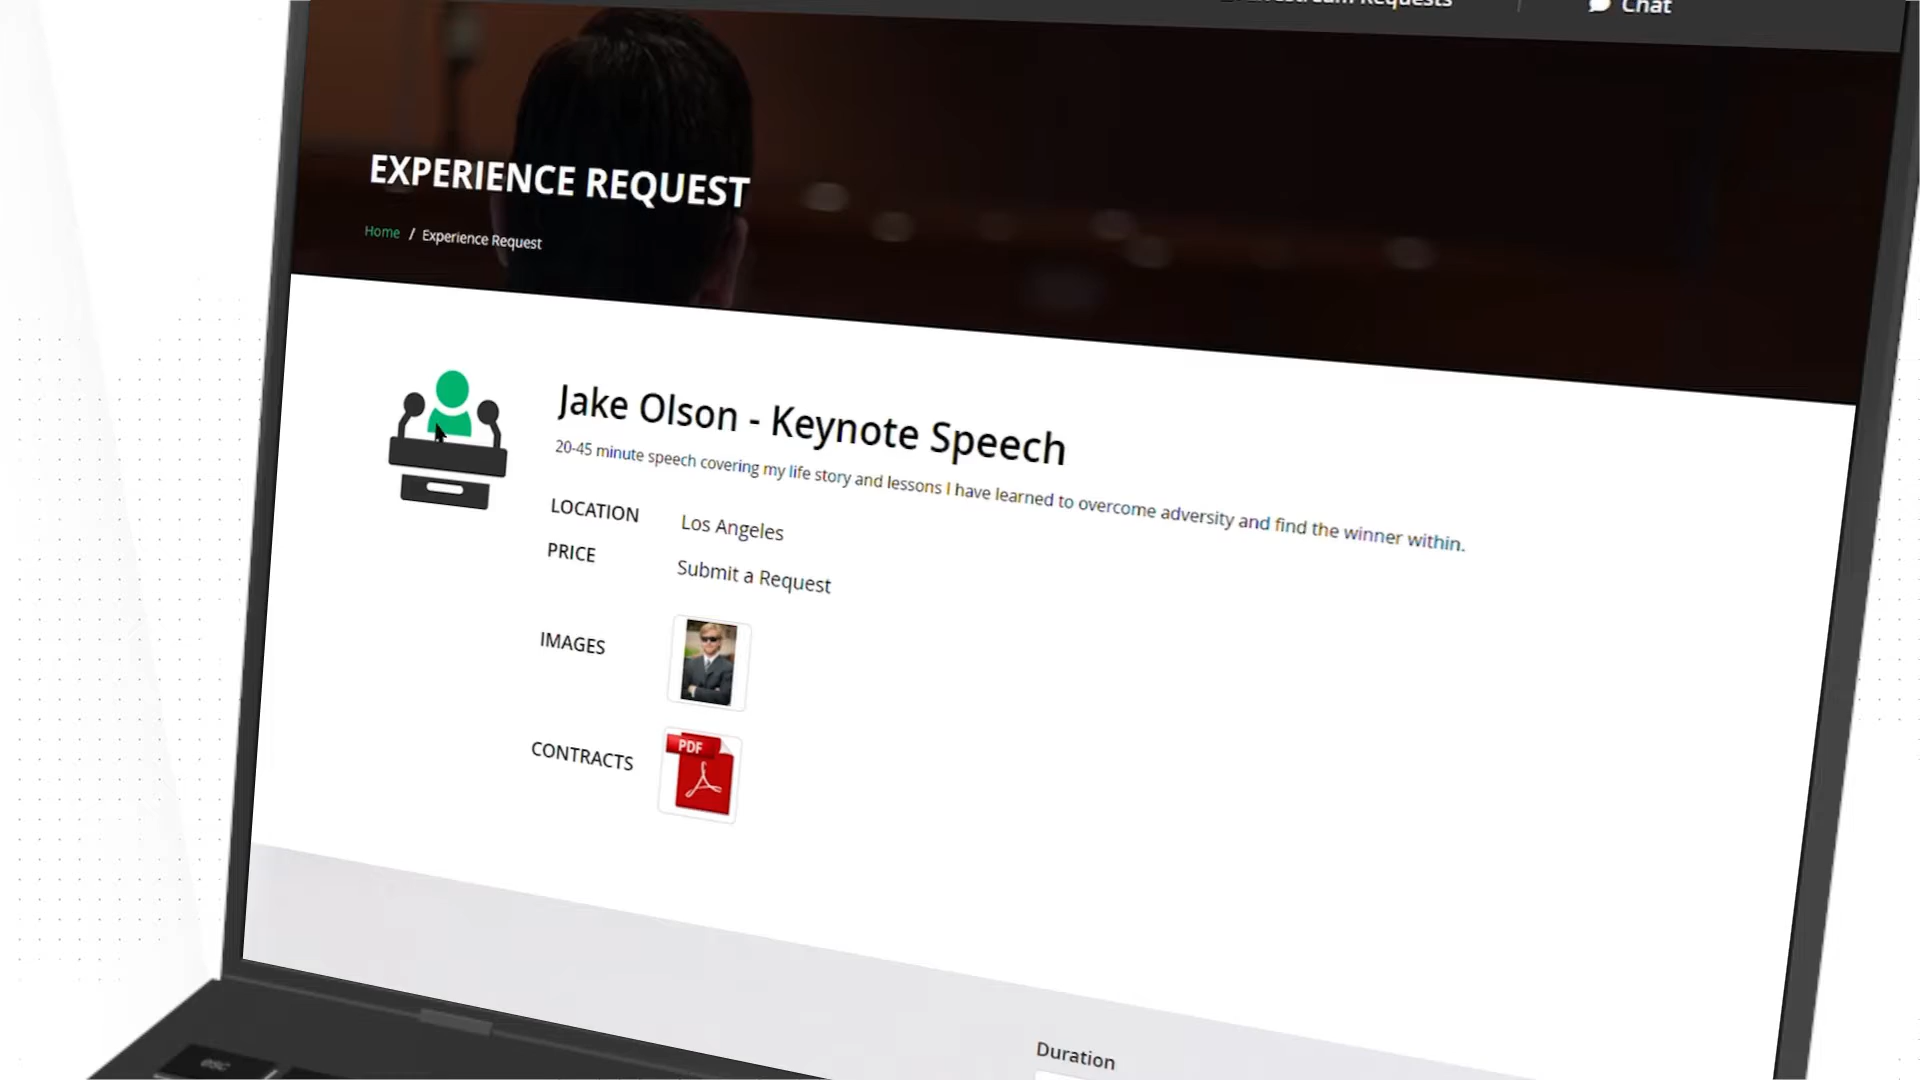 Requests
Chat
EXPERIENCE REQUEST
Home / Experience Request
Jake Olson - Keynote Speech
20-45 minute speech covering my life story and lessons I have learned to overcome adversity and find the winner within.
LOCATION Los Angeles
PRICE Submit a Request
IMAGES
CONTRACTS
PDF
Duration
esc